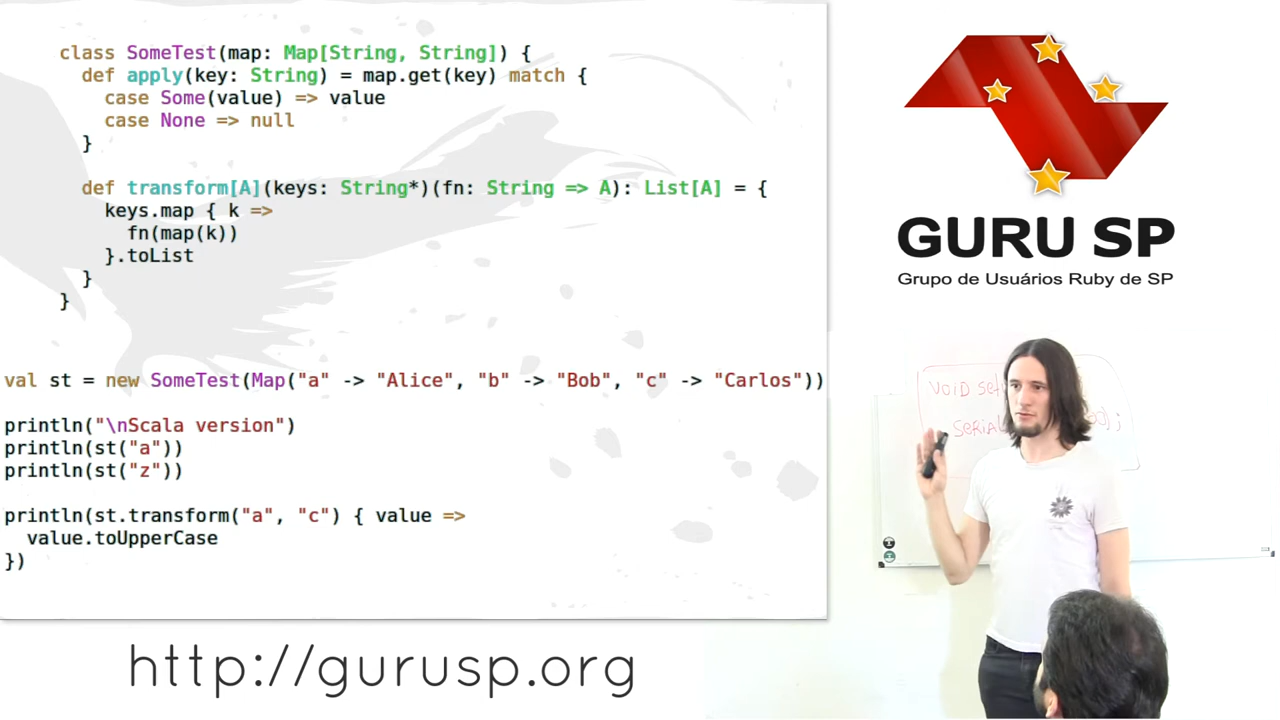 class SomeTest(map: Map[String, String]) {
  def apply(key: String) = map.get(key) match {
    case Some(value) => value
    case None => null
  }
  def transform[A](keys: String*)(fn: String => A): List[A] = {
    keys.map { k =>
      fn(map(k))
    }.toList
  }
}
val st = new SomeTest(Map("a" -> "Alice", "b" -> "Bob", "c" -> "Carlos"))
println("\nScala version")
println(st("a"))
println(st("z"))
println(st.transform("a", "c") { value =>
  value.toUpperCase
})
GURU SP
Grupo de Usuários Ruby de SP
VOID
http://gurusp.org